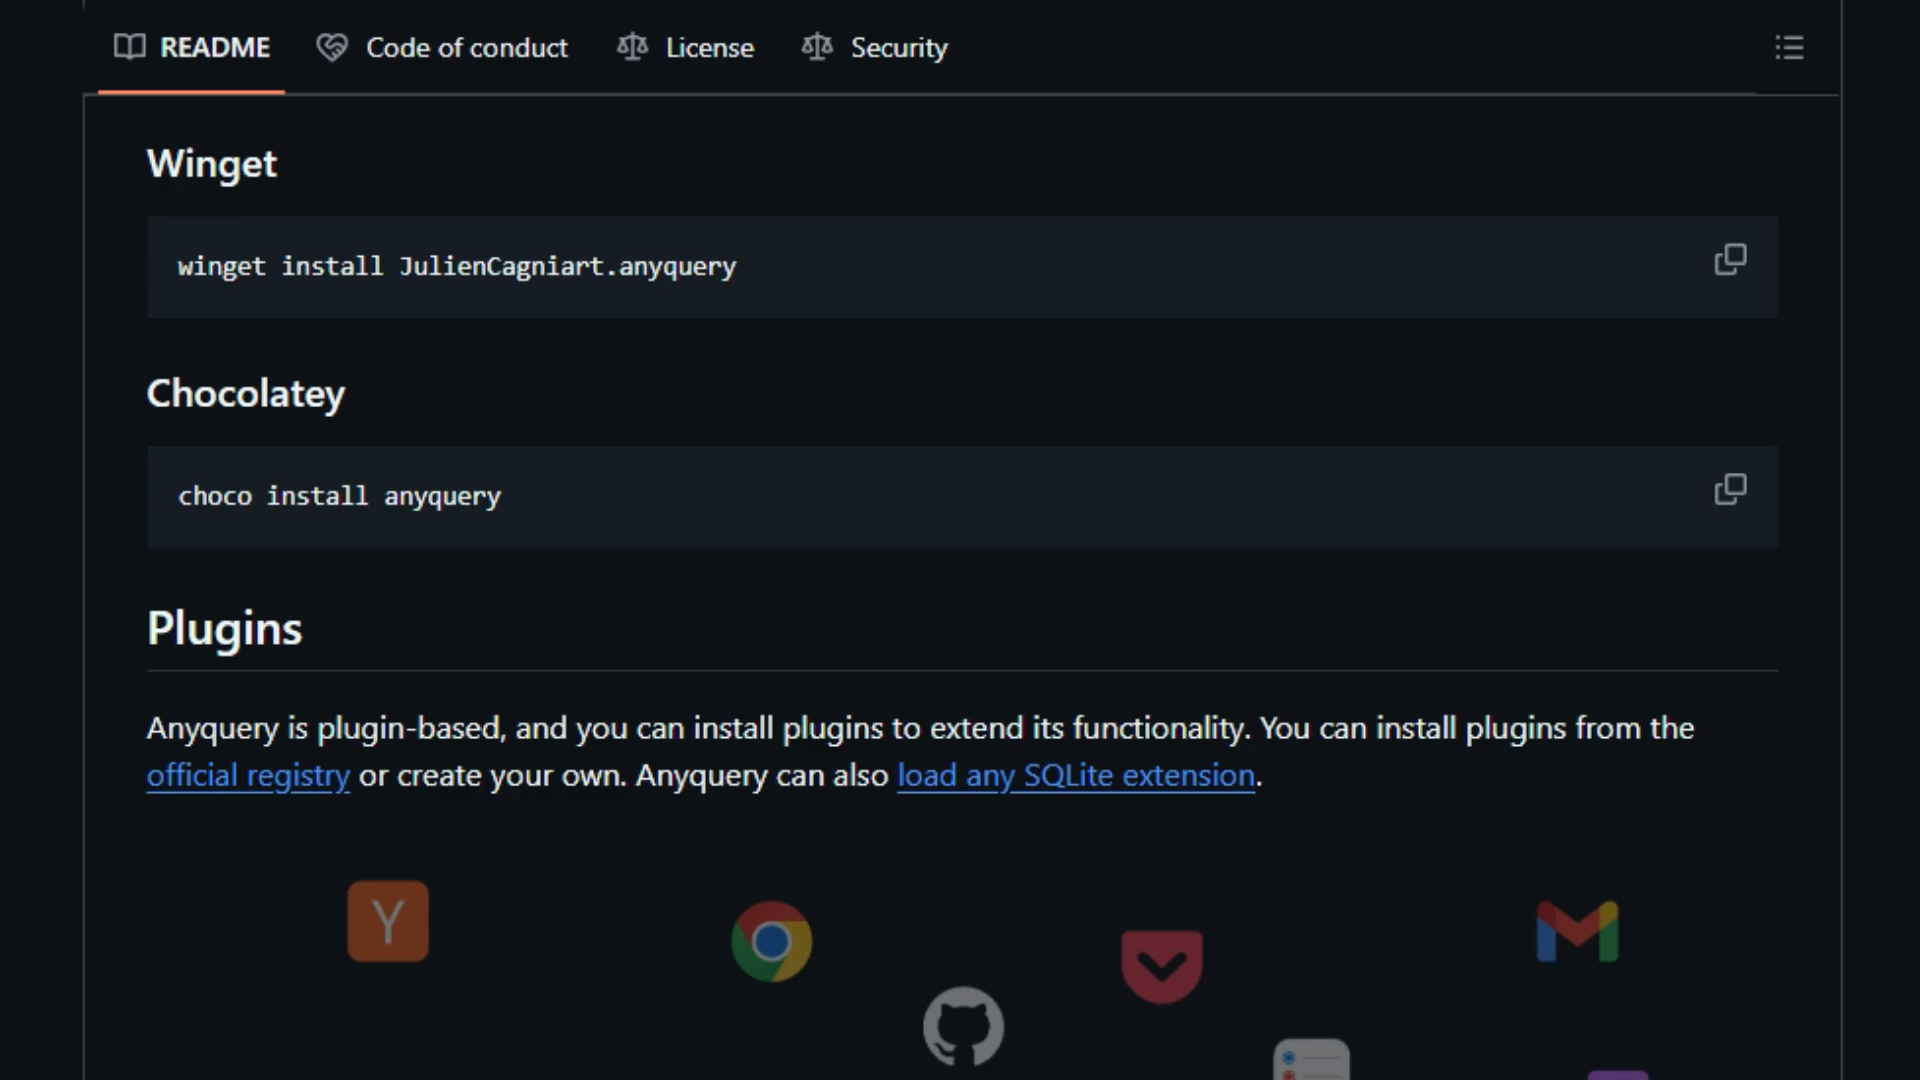 README Code of conduct License Security
Winget
winget install JulienCagniart.anyquery
Chocolatey
choco install anyquery
Plugins
Anyquery is plugin-based, and you can install plugins to extend its functionality. You can install plugins from the
official registry or create your own. Anyquery can also load any SQLite extension.
Y